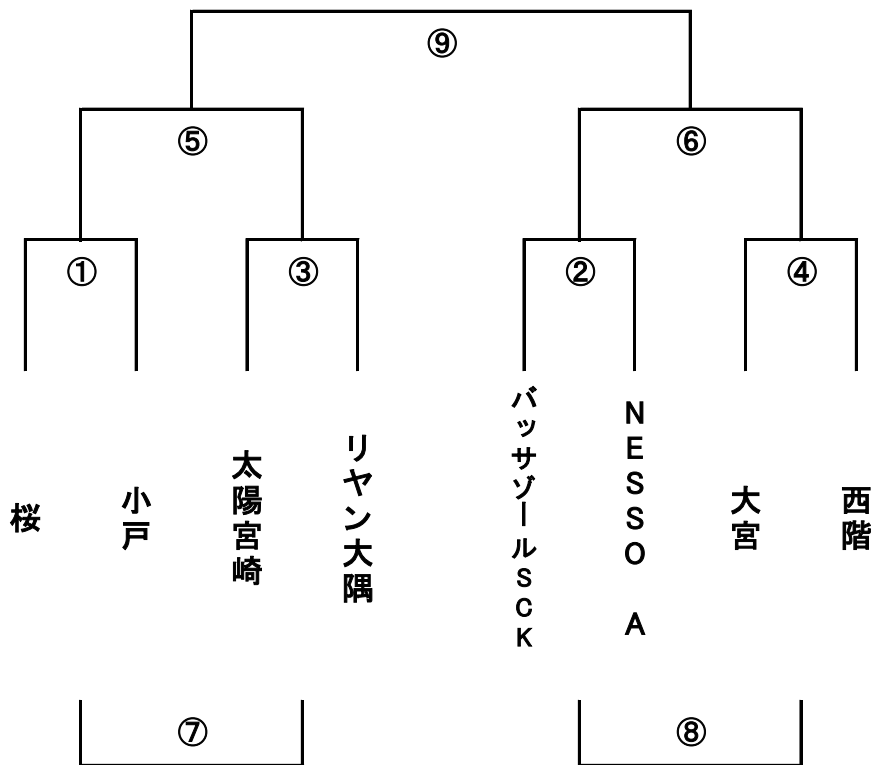 ⑨
⑤
⑥
①
③
②
④
桜
小戸
太陽宮崎
リヤン大隅
バッサゾールSCK
NESSO A
大宮
西階
⑦
⑧